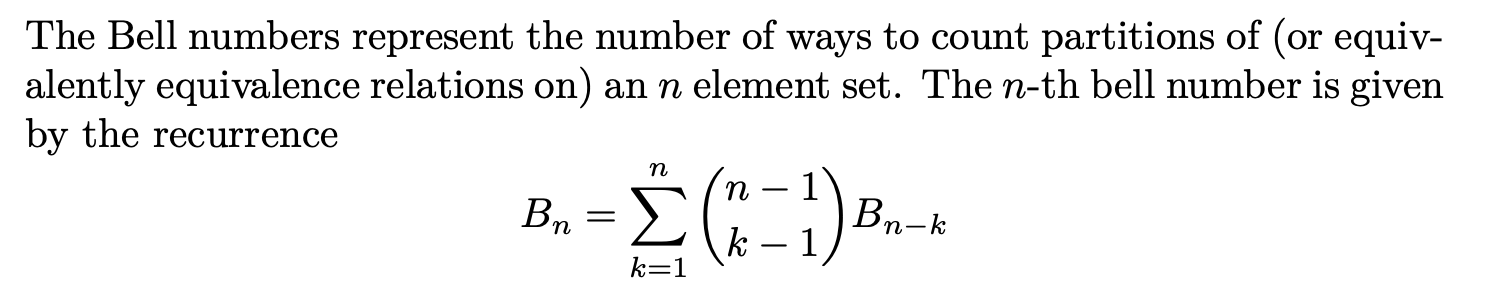 The Bell numbers represent the number of ways to count partitions of (or equiv-
alently equivalence relations on) an n element set. The n-th bell number is given
by the recurrence
B_n = \sum_{k=1}^{n} \binom{n-1}{k-1} B_{n-k}